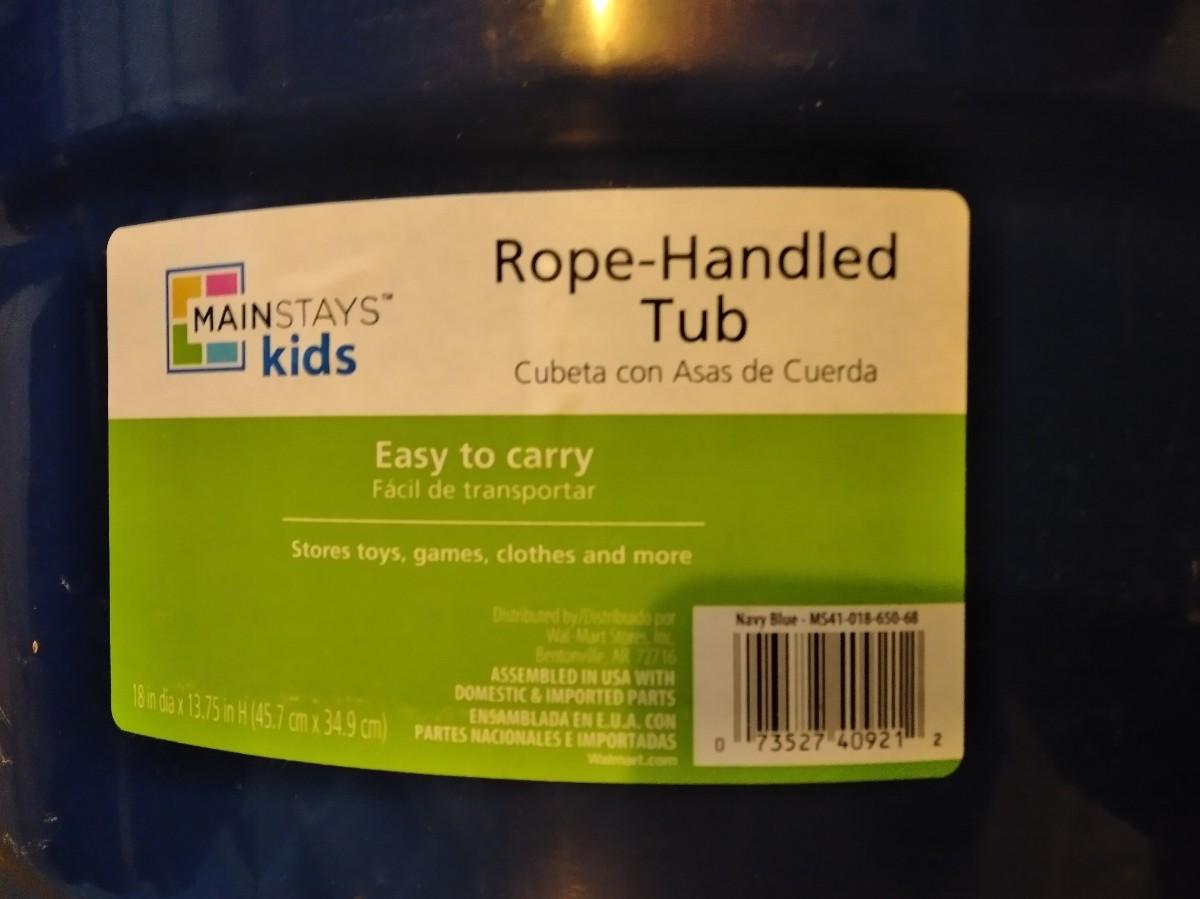 MAINSTAYS™
kids
Rope-Handled
Tub
Cubeta con Asas de Cuerda
Easy to carry
Fácil de transportar
Stores toys, games, clothes and more
18 in dia x 13.75 in H (45.7 cm x 34.9 cm)
Distributed by/Distribuido por
Wal-Mart Stores, Inc.
Bentonville, AR 72716
ASSEMBLED IN USA WITH
DOMESTIC & IMPORTED PARTS
ENSAMBLADA EN E.U.A. CON
PARTES NACIONALES E IMPORTADAS
Walmart.com
Navy Blue - MS41-018-650-68
0 73527 40921 2